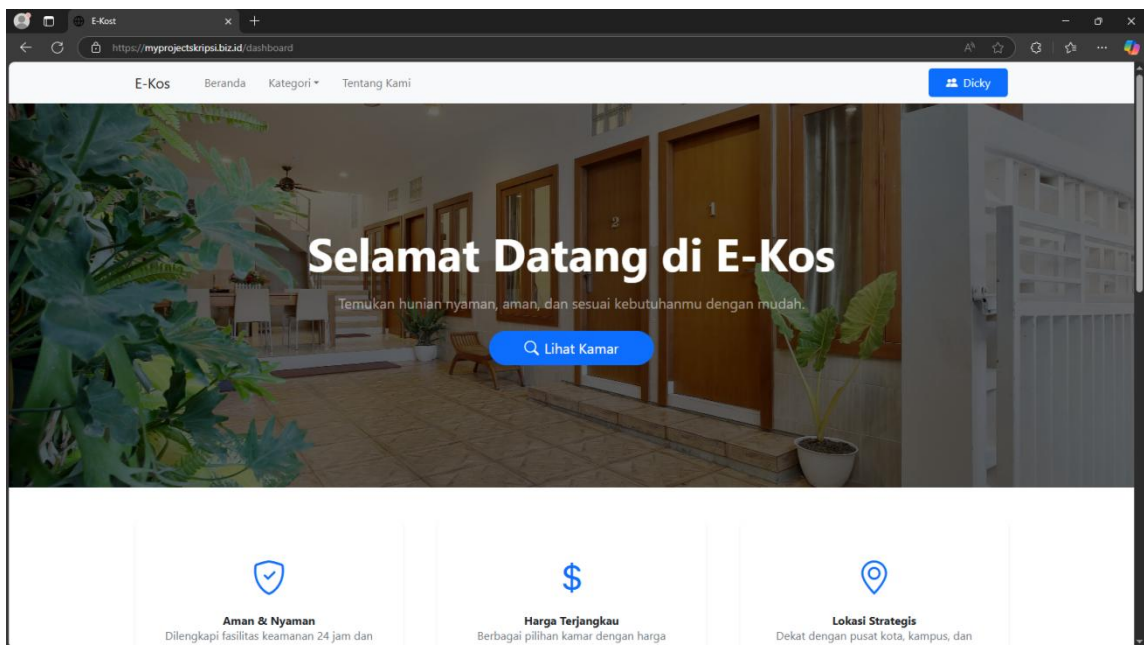 E-Kost
https://myprojectskripsi.biz.id/dashboard
E-Kos Beranda Kategori Tentang Kami Dicky
2 1
Selamat Datang di E-Kos
Temukan hunian nyaman, aman, dan sesuai kebutuhanmu dengan mudah.
Lihat Kamar
$
Aman & Nyaman
Dilengkapi fasilitas keamanan 24 jam dan
Harga Terjangkau
Berbagai pilihan kamar dengan harga
Lokasi Strategis
Dekat dengan pusat kota, kampus, dan